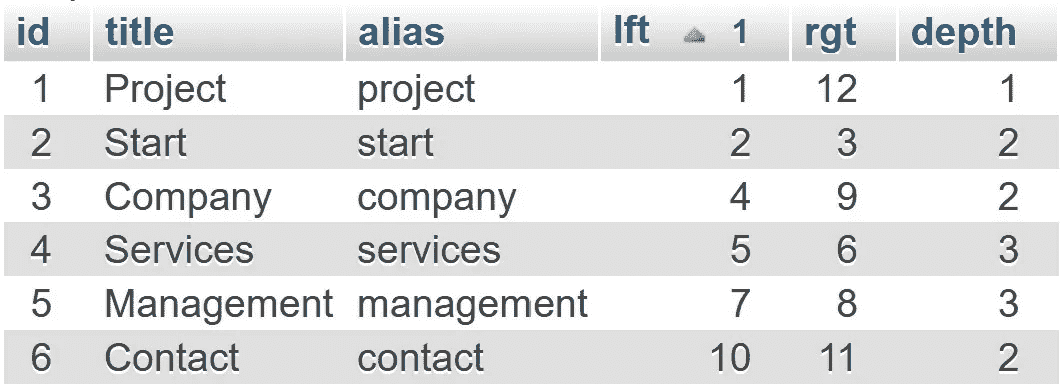 id title alias lft 1 rgt depth
1 Project project 1 12 1
2 Start start 2 3 2
3 Company company 4 9 2
4 Services services 5 6 3
5 Management management 7 8 3
6 Contact contact 10 11 2